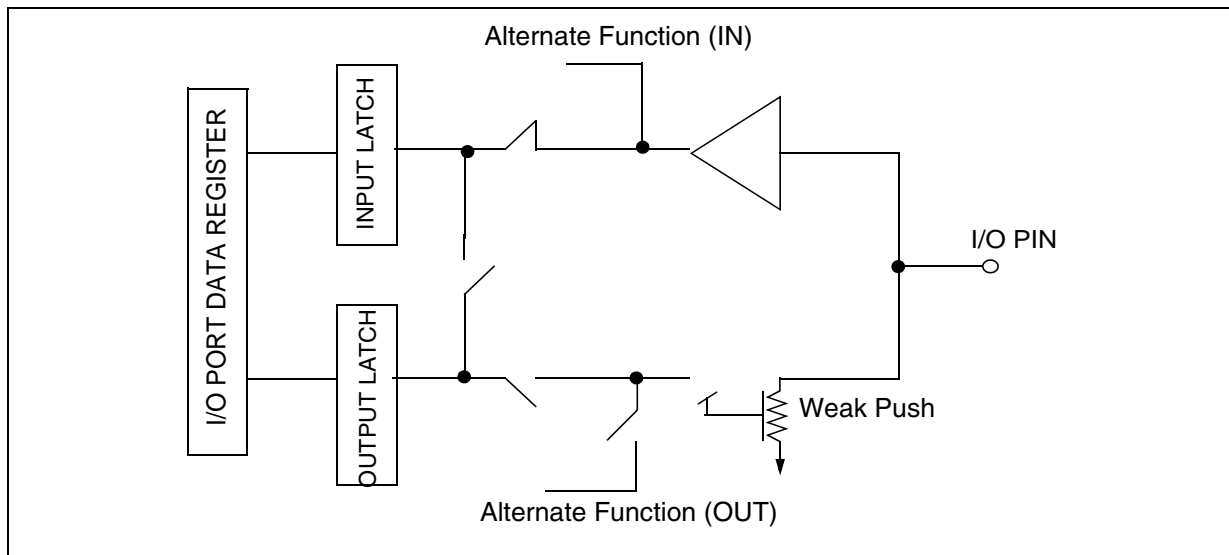 Alternate Function (IN)
I/O PORT DATA REGISTER
INPUT LATCH
I/O PIN
OUTPUT LATCH
Weak Push
Alternate Function (OUT)